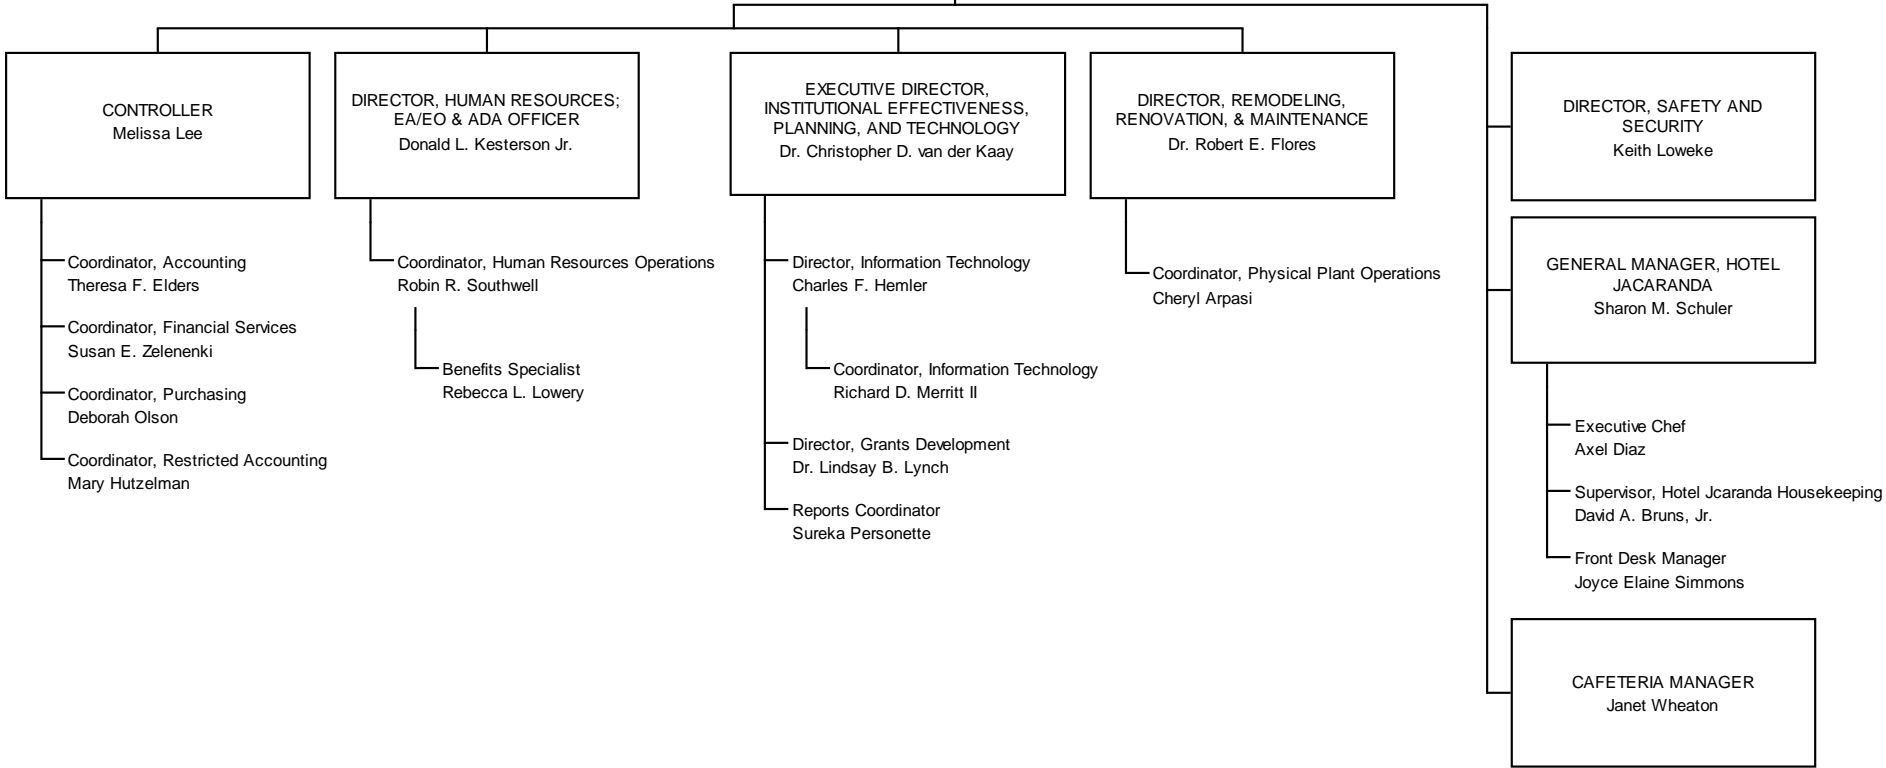 CONTROLLER
Melissa Lee
Coordinator, Accounting
Theresa F. Elders
Coordinator, Financial Services
Susan E. Zelenenki
Coordinator, Purchasing
Deborah Olson
Coordinator, Restricted Accounting
Mary Hutzelman
DIRECTOR, HUMAN RESOURCES;
EA/EO & ADA OFFICER
Donald L. Kesterson Jr.
Coordinator, Human Resources Operations
Robin R. Southwell
Benefits Specialist
Rebecca L. Lowery
EXECUTIVE DIRECTOR,
INSTITUTIONAL EFFECTIVENESS,
PLANNING, AND TECHNOLOGY
Dr. Christopher D. van der Kaay
Director, Information Technology
Charles F. Hemler
Coordinator, Information Technology
Richard D. Merritt II
Director, Grants Development
Dr. Lindsay B. Lynch
Reports Coordinator
Sureka Personette
DIRECTOR, REMODELING,
RENOVATION, & MAINTENANCE
Dr. Robert E. Flores
Coordinator, Physical Plant Operations
Cheryl Arpasi
DIRECTOR, SAFETY AND
SECURITY
Keith Loweke
GENERAL MANAGER, HOTEL
JACARANDA
Sharon M. Schuler
Executive Chef
Axel Diaz
Supervisor, Hotel Jcaranda Housekeeping
David A. Bruns, Jr.
Front Desk Manager
Joyce Elaine Simmons
CAFETERIA MANAGER
Janet Wheaton